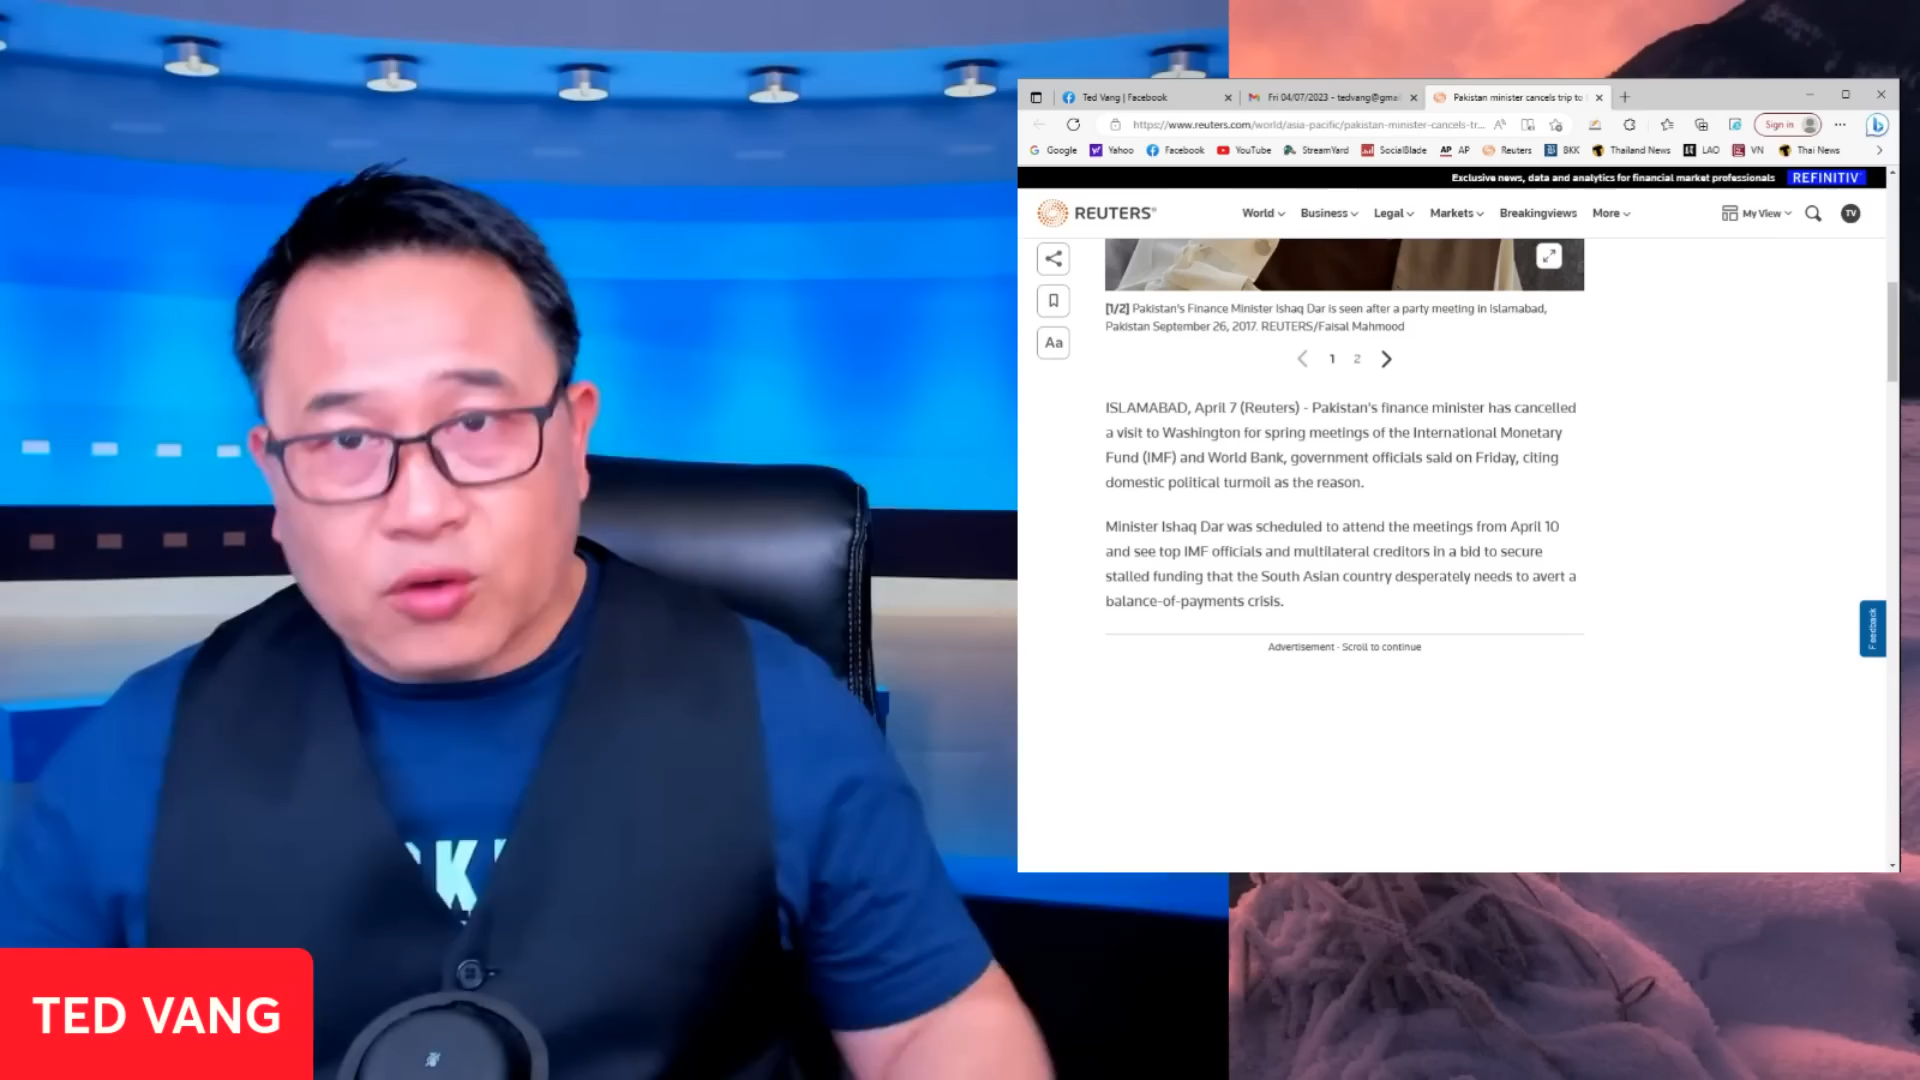 Ted Vang | Facebook
Fri 04/07/2023 - tedvang@gmai
Pakistan minister cancels trip to
https://www.reuters.com/world/asia-pacific/pakistan-minister-cancels-tr...
Sign in
Google Yahoo Facebook YouTube StreamYard SocialBlade AP AP Reuters BKK Thailand News LAO VN Thai News
Exclusive news, data and analytics for financial market professionals REFINITIV
REUTERS World Business Legal Markets Breakingviews More My View TV
Aa
[1/2] Pakistan's Finance Minister Ishaq Dar is seen after a party meeting in Islamabad,
Pakistan September 26, 2017. REUTERS/Faisal Mahmood
1 2
ISLAMABAD, April 7 (Reuters) - Pakistan's finance minister has cancelled
a visit to Washington for spring meetings of the International Monetary
Fund (IMF) and World Bank, government officials said on Friday, citing
domestic political turmoil as the reason.
Minister Ishaq Dar was scheduled to attend the meetings from April 10
and see top IMF officials and multilateral creditors in a bid to secure
stalled funding that the South Asian country desperately needs to avert a
balance-of-payments crisis.
Advertisement - Scroll to continue
Feedback
TED VANG